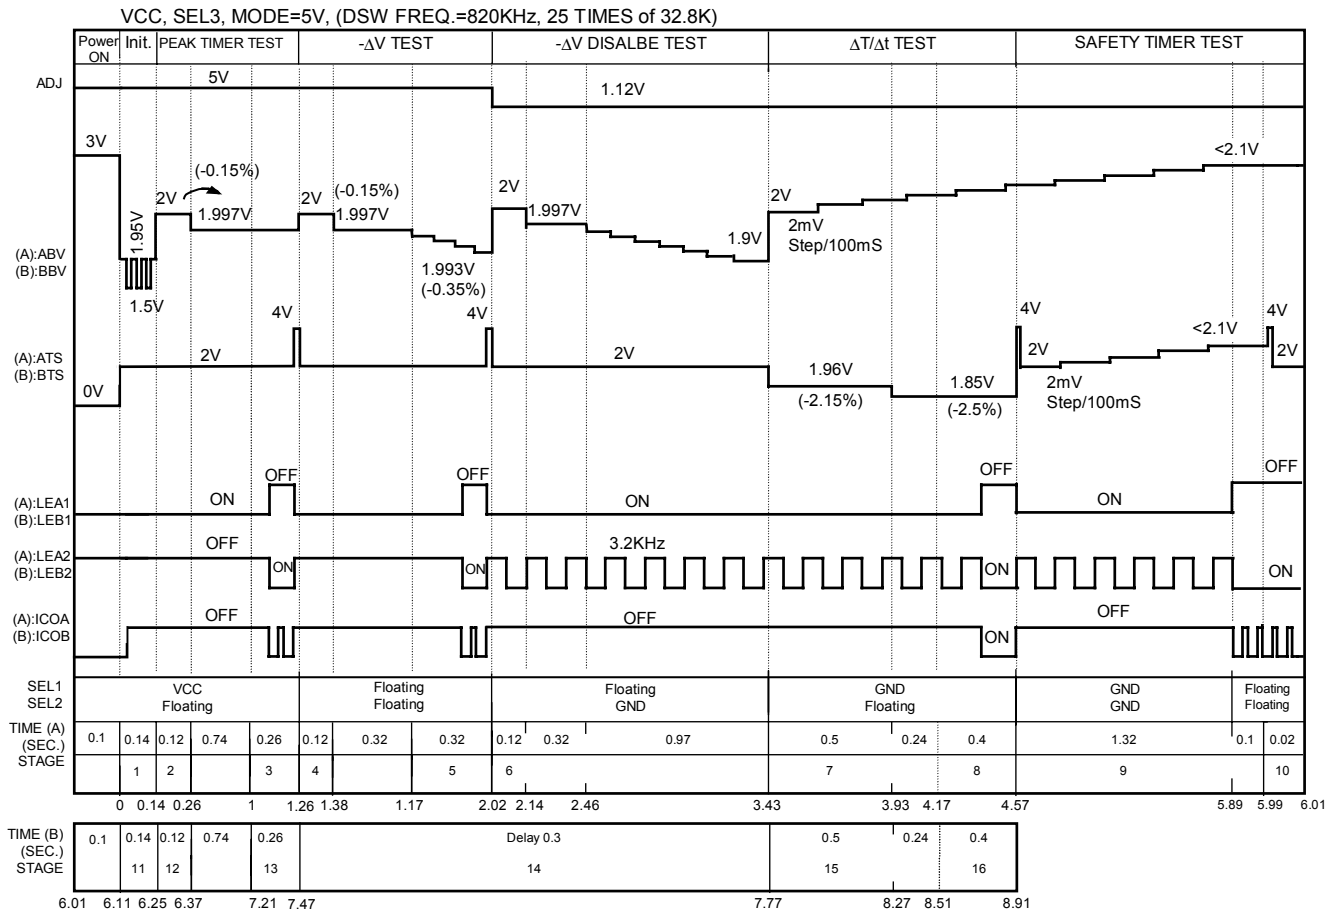 VCC, SEL3, MODE=5V, (DSW FREQ.=820KHz, 25 TIMES of 32.8K)
Power ON Init. PEAK TIMER TEST -ΔV TEST -ΔV DISALBE TEST ΔT/Δt TEST SAFETY TIMER TEST
ADJ 5V 1.12V
3V
(-0.15%) 2V 1.997V
2V (-0.15%) 1.997V
2V 1.997V 1.9V
2V <2.1V
2mV
Step/100mS
1.95V
(A):ABV
(B):BBV
1.5V
1.993V
(-0.35%)
4V 4V 4V 4V
(A):ATS
(B):BTS
0V 2V 2V
1.96V
(-2.15%)
1.85V
(-2.5%)
2V <2.1V 2V
2mV
Step/100mS
OFF OFF OFF OFF
(A):LEA1
(B):LEB1
ON ON ON
(A):LEA2
(B):LEB2
OFF ON ON 3.2KHz ON ON
(A):ICOA
(B):ICOB
OFF OFF ON OFF
SEL1 VCC Floating Floating GND GND Floating
SEL2 Floating Floating GND Floating GND Floating
TIME (A)
(SEC.)
0.1 0.14 0.12 0.74 0.26 0.12 0.32 0.32 0.12 0.32 0.97 0.5 0.24 0.4 1.32 0.1 0.02
STAGE 1 2 3 4 5 6 7 8 9 10
0 0.14 0.26 1 1.26 1.38 1.17 2.02 2.14 2.46 3.43 3.93 4.17 4.57 5.89 5.99 6.01
TIME (B)
(SEC.)
0.1 0.14 0.12 0.74 0.26 Delay 0.3 0.5 0.24 0.4
STAGE 11 12 13 14 15 16
6.01 6.11 6.25 6.37 7.21 7.47 7.77 8.27 8.51 8.91